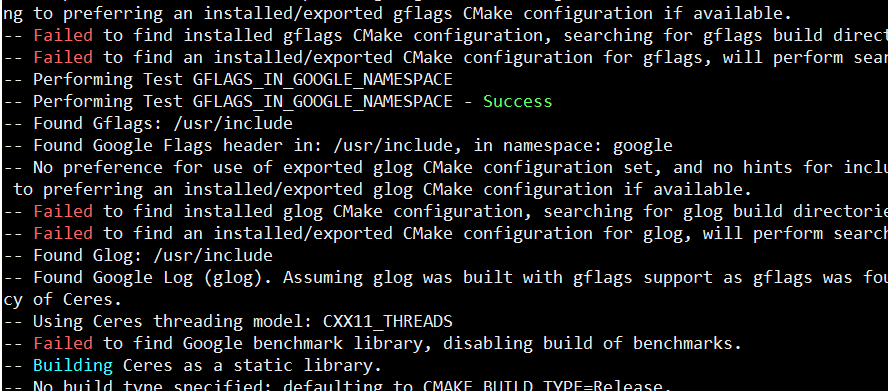 ng to preferring an installed/exported gflags CMake configuration if available.
-- Failed to find installed gflags CMake configuration, searching for gflags build direct
-- Failed to find an installed/exported CMake configuration for gflags, will perform sear
-- Performing Test GFLAGS_IN_GOOGLE_NAMESPACE
-- Performing Test GFLAGS_IN_GOOGLE_NAMESPACE - Success
-- Found Gflags: /usr/include
-- Found Google Flags header in: /usr/include, in namespace: google
-- No preference for use of exported glog CMake configuration set, and no hints for inclu
 to preferring an installed/exported glog CMake configuration if available.
-- Failed to find installed glog CMake configuration, searching for glog build directorie
-- Failed to find an installed/exported CMake configuration for glog, will perform search
-- Found Glog: /usr/include
-- Found Google Log (glog). Assuming glog was built with gflags support as gflags was fou
cy of Ceres.
-- Using Ceres threading model: CXX11_THREADS
-- Failed to find Google benchmark library, disabling build of benchmarks.
-- Building Ceres as a static library.
-- No build type specified; defaulting to CMAKE_BUILD_TYPE=Release.